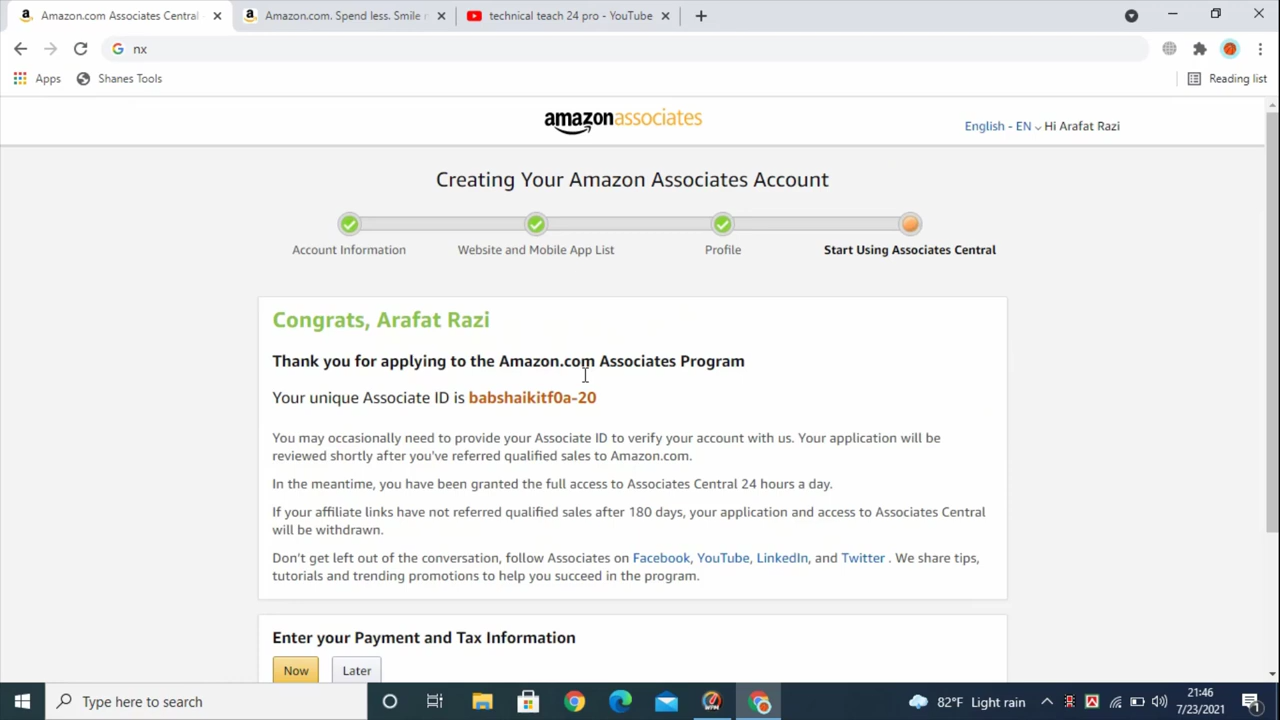 Amazon.com Associates Central -
Amazon.com. Spend less. Smile m
technical teach 24 pro - YouTube
nx
Apps
Shanes Tools
Reading list
amazonassociates
English - EN
Hi Arafat Razi
Creating Your Amazon Associates Account
Account Information
Website and Mobile App List
Profile
Start Using Associates Central
Congrats, Arafat Razi
Thank you for applying to the Amazon.com Associates Program
Your unique Associate ID is babshaikitf0a-20
You may occasionally need to provide your Associate ID to verify your account with us. Your application will be
reviewed shortly after you've referred qualified sales to Amazon.com.
In the meantime, you have been granted the full access to Associates Central 24 hours a day.
If your affiliate links have not referred qualified sales after 180 days, your application and access to Associates Central
will be withdrawn.
Don't get left out of the conversation, follow Associates on Facebook, YouTube, LinkedIn, and Twitter . We share tips,
tutorials and trending promotions to help you succeed in the program.
Enter your Payment and Tax Information
Now
Later
Type here to search
82°F Light rain
21:46
7/23/2021
1